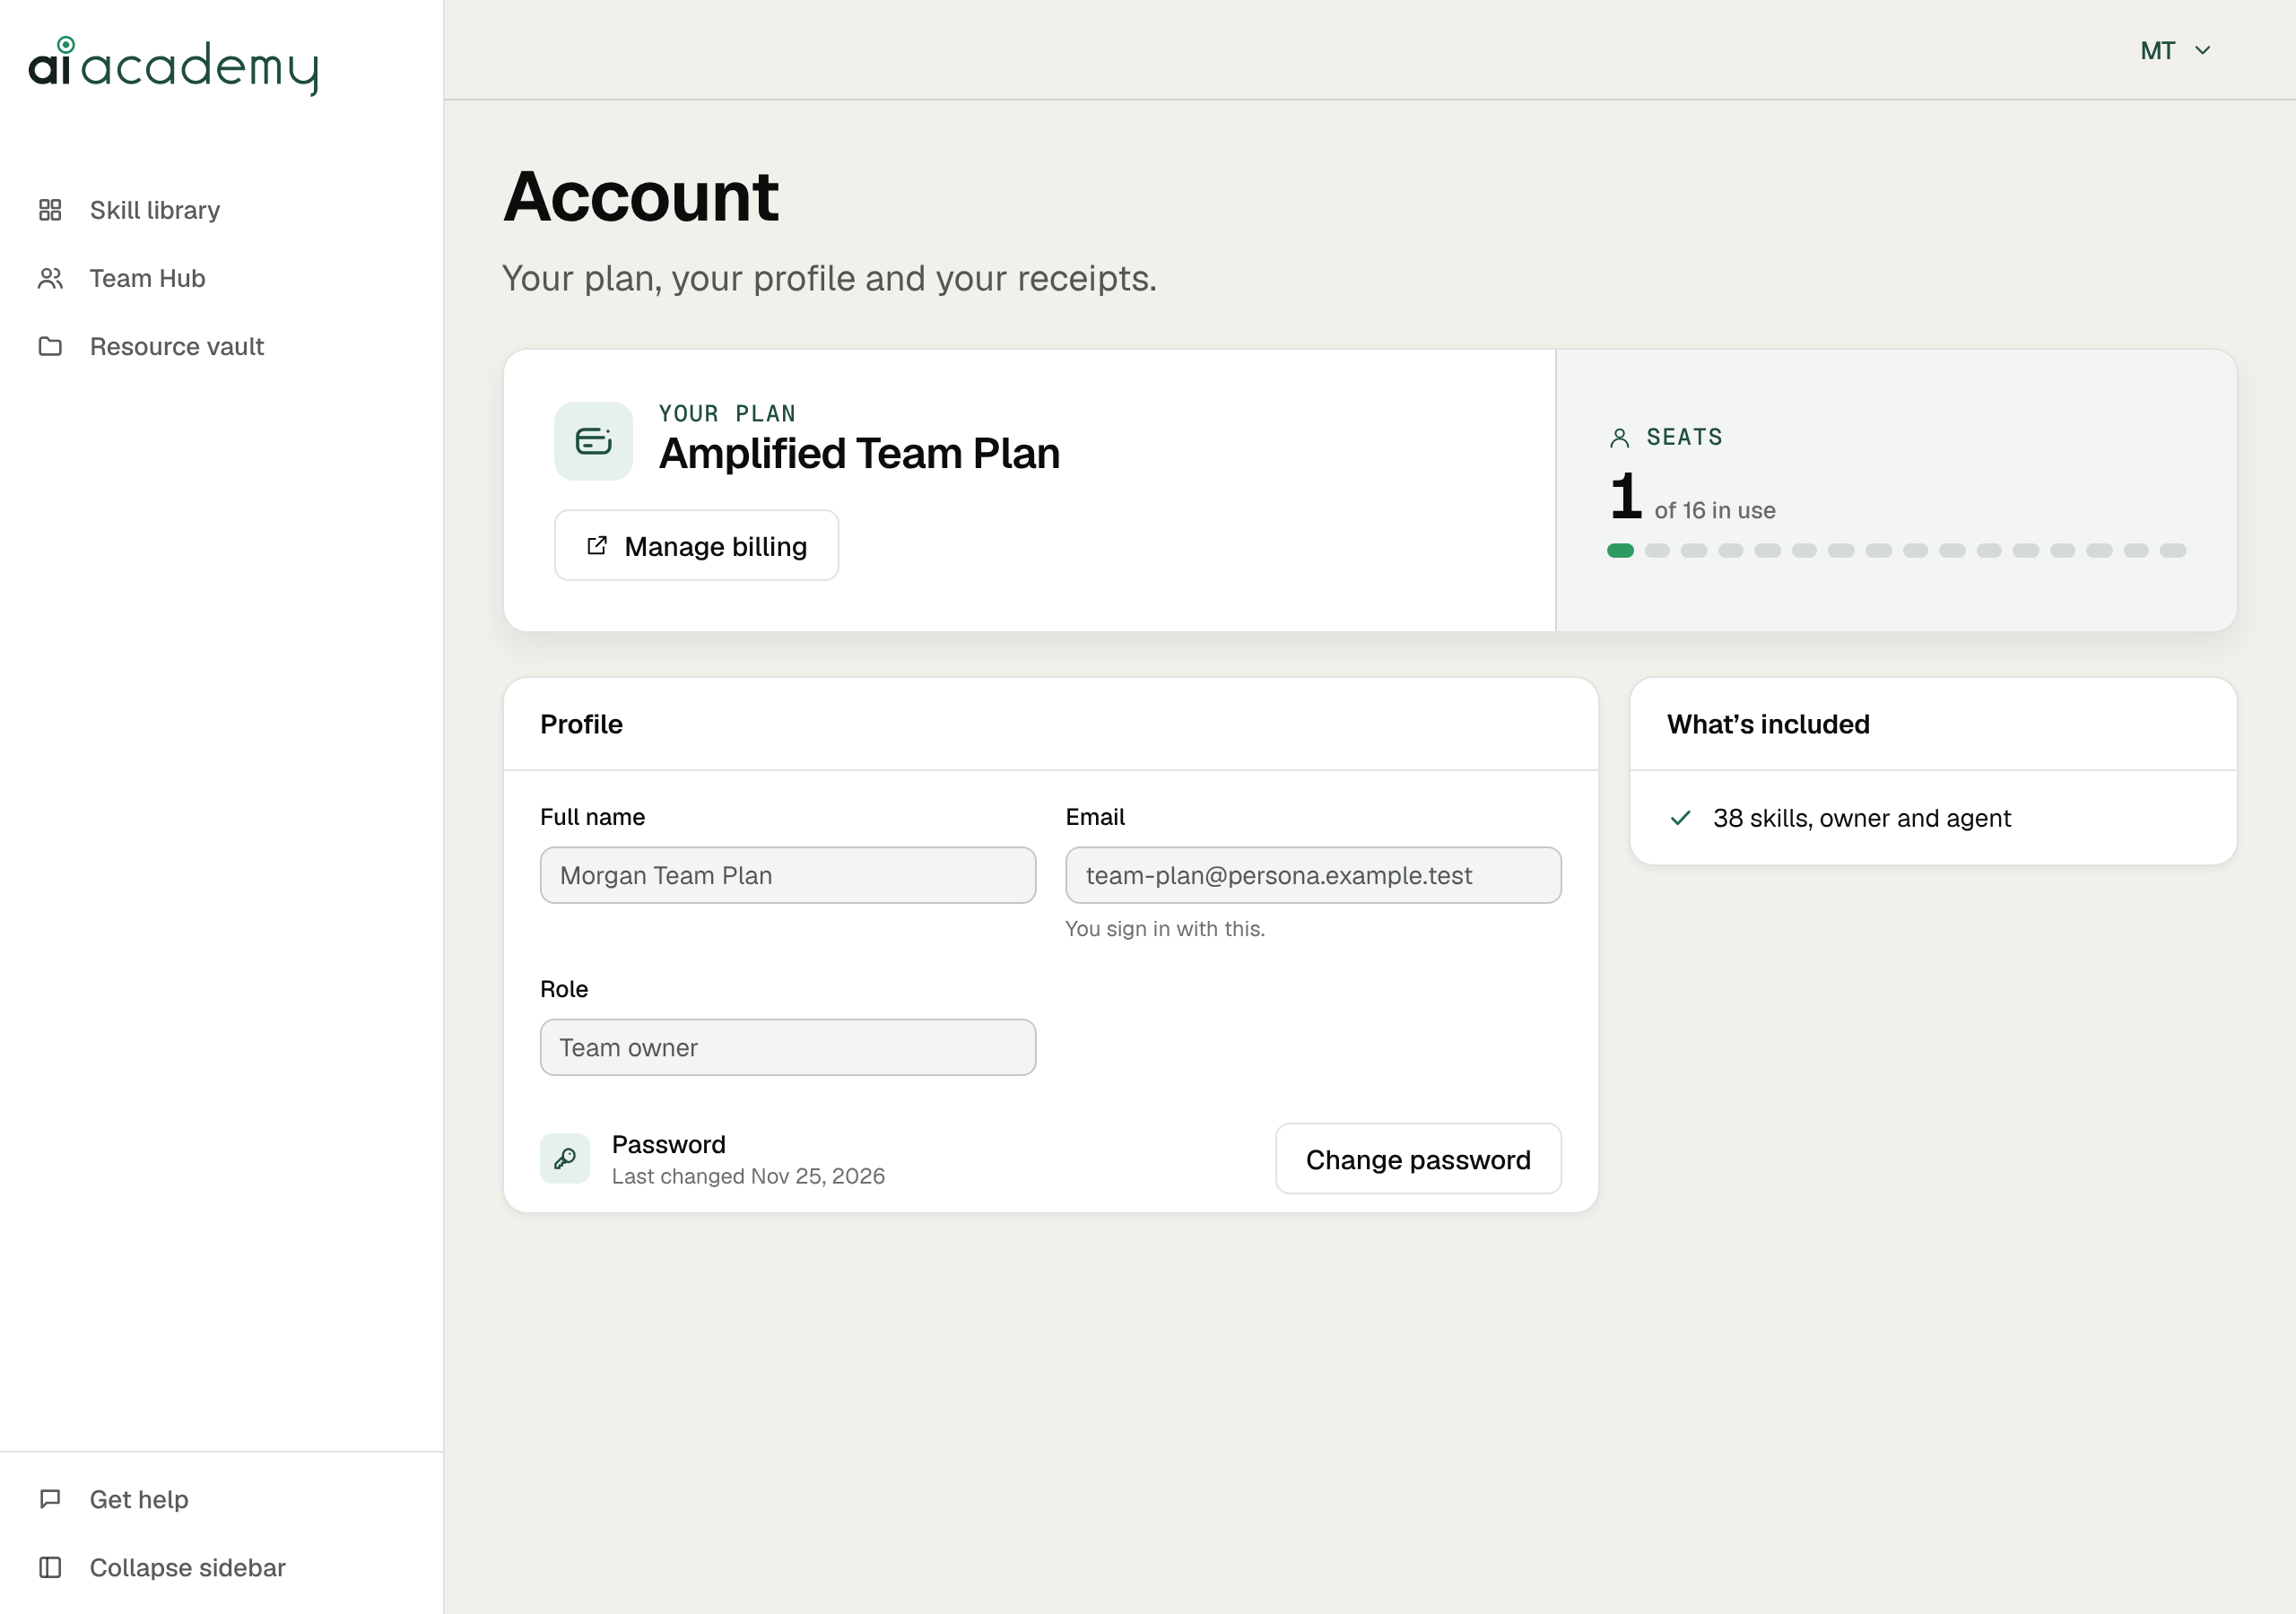 ai academy
MT
Skill library
Team Hub
Resource vault
Account
Your plan, your profile and your receipts.
YOUR PLAN
Amplified Team Plan
Manage billing
SEATS
1 of 16 in use
Profile
Full name
Morgan Team Plan
Email
team-plan@persona.example.test
You sign in with this.
Role
Team owner
Password
Last changed Nov 25, 2026
Change password
What’s included
38 skills, owner and agent
Get help
Collapse sidebar